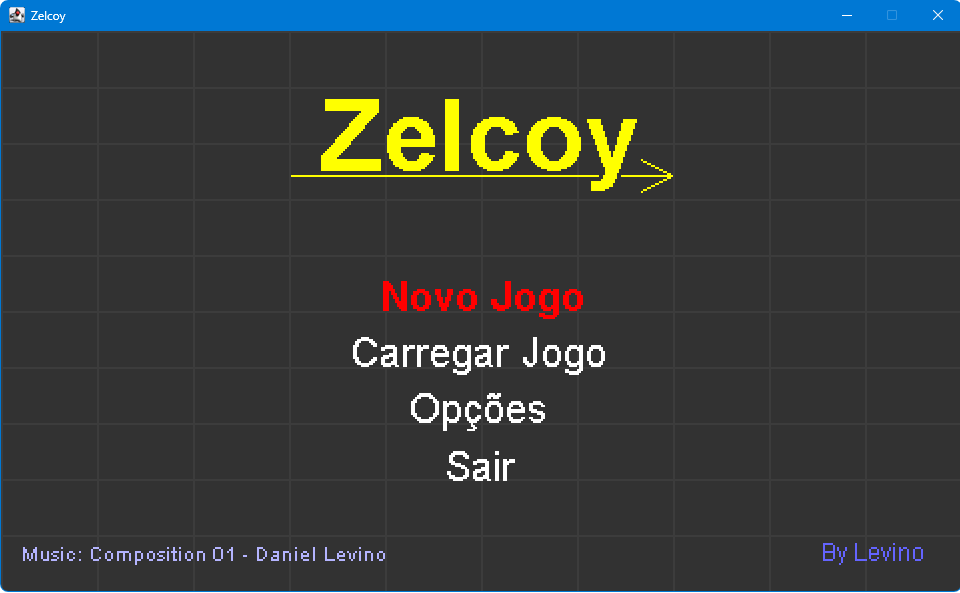 Zelcoy
Zelcoy
Novo Jogo
Carregar Jogo
Opções
Sair
Music: Composition 01 - Daniel Levino
By Levino